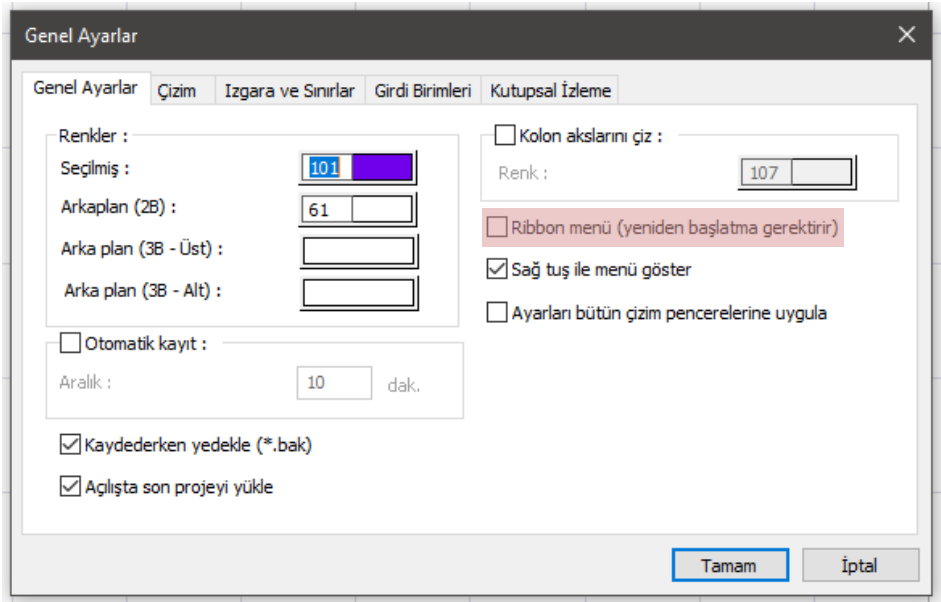 Genel Ayarlar
Genel Ayarlar Çizim Izgara ve Sınırlar Girdi Birimleri Kutupsal İzleme
Renkler :
Seçilmiş : 101
Arkaplan (2B) : 61
Arka plan (3B - Üst) :
Arka plan (3B - Alt) :
Otomatik kayıt :
Aralık : 10 dak.
Kaydederken yedekle (*.bak)
Açılışta son projeyi yükle
Kolon akslarını çiz :
Renk : 107
Ribbon menü (yeniden başlatma gerektirir)
Sağ tuş ile menü göster
Ayarları bütün çizim pencerelerine uygula
Tamam İptal